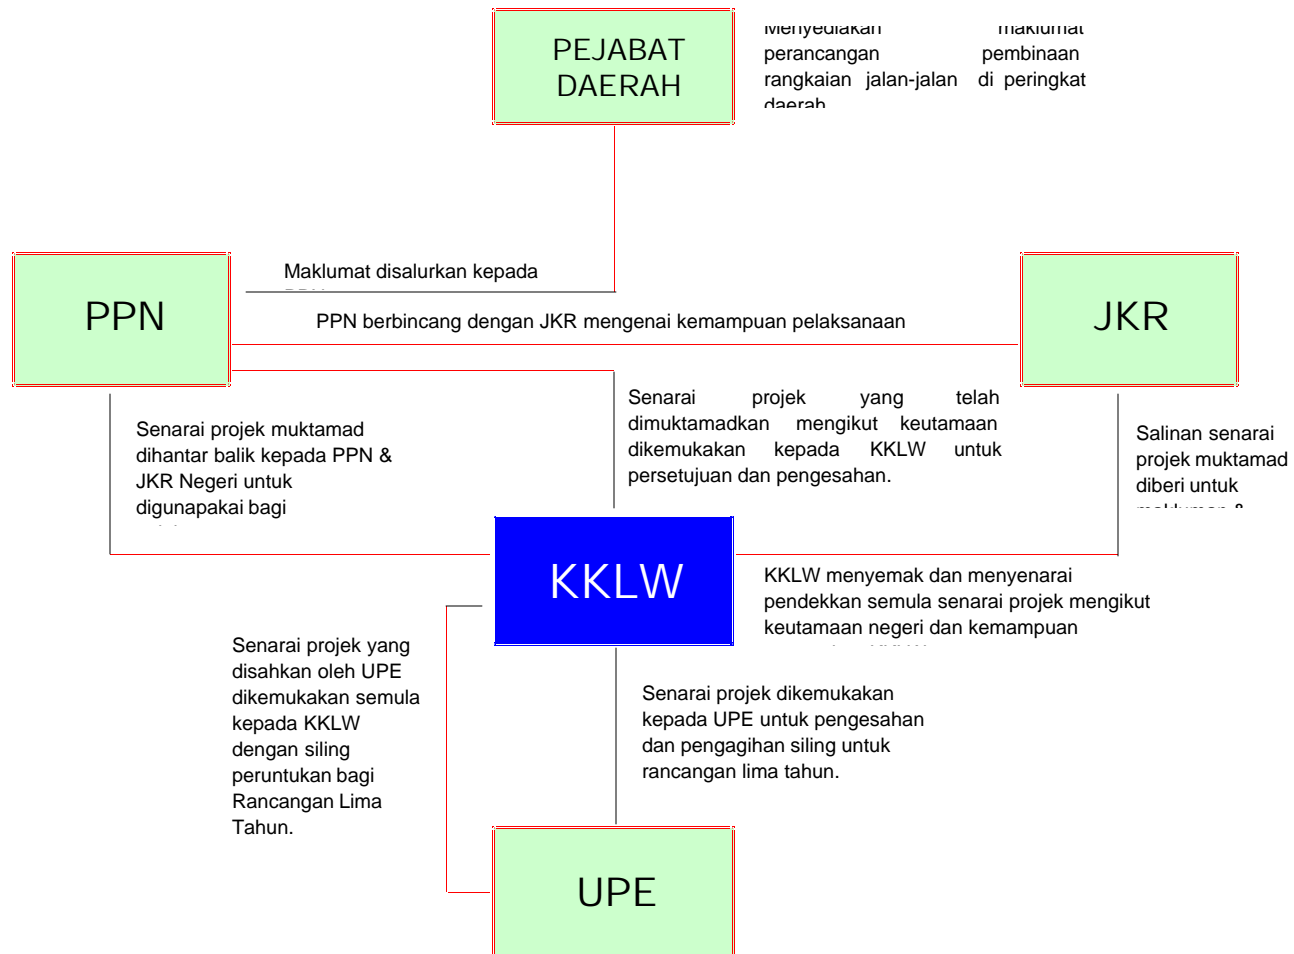 PEJABAT
DAERAH
Menyediakan maklumat
perancangan pembinaan
rangkaian jalan-jalan di peringkat
daerah
PPN
Maklumat disalurkan kepada
JKR
PPN berbincang dengan JKR mengenai kemampuan pelaksanaan
Senarai projek yang telah
dimuktamadkan mengikut keutamaan
dikemukakan kepada KKLW untuk
persetujuan dan pengesahan.
Senarai projek muktamad
dihantar balik kepada PPN &
JKR Negeri untuk
digunapakai bagi
Salinan senarai
projek muktamad
diberi untuk
makluman &
KKLW
KKLW menyemak dan menyenarai
pendekkan semula senarai projek mengikut
keutamaan negeri dan kemampuan
Senarai projek yang
disahkan oleh UPE
dikemukakan semula
kepada KKLW
dengan siling
peruntukan bagi
Rancangan Lima
Tahun.
Senarai projek dikemukakan
kepada UPE untuk pengesahan
dan pengagihan siling untuk
rancangan lima tahun.
UPE